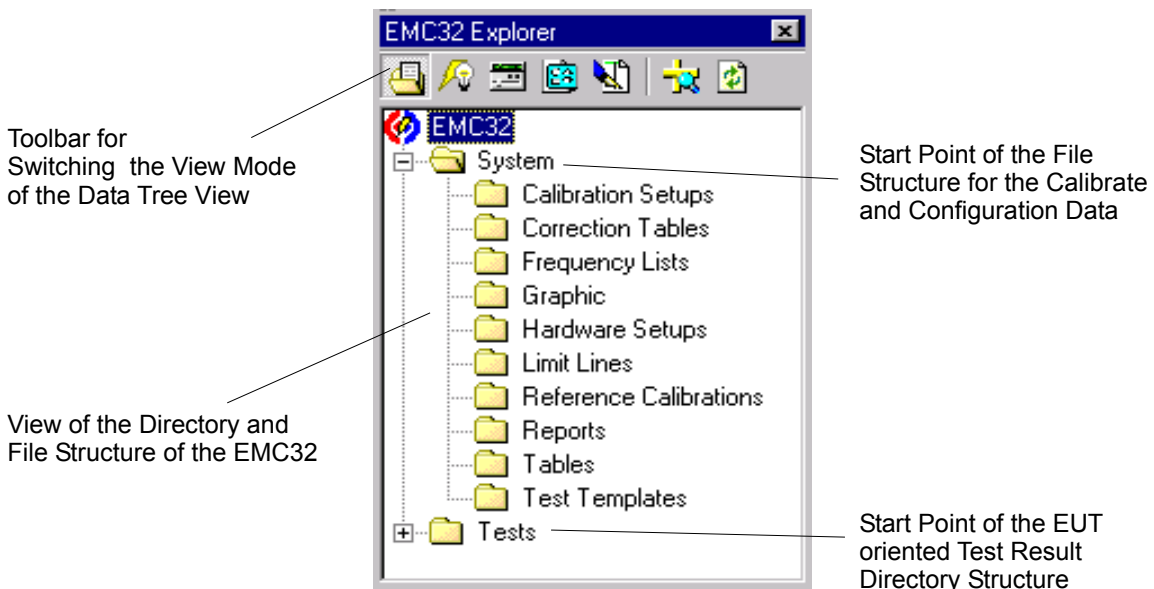 EMC32 Explorer
EMC32
System
Calibration Setups
Correction Tables
Frequency Lists
Graphic
Hardware Setups
Limit Lines
Reference Calibrations
Reports
Tables
Test Templates
Tests
Toolbar for
Switching the View Mode
of the Data Tree View
View of the Directory and
File Structure of the EMC32
Start Point of the File
Structure for the Calibrate
and Configuration Data
Start Point of the EUT
oriented Test Result
Directory Structure